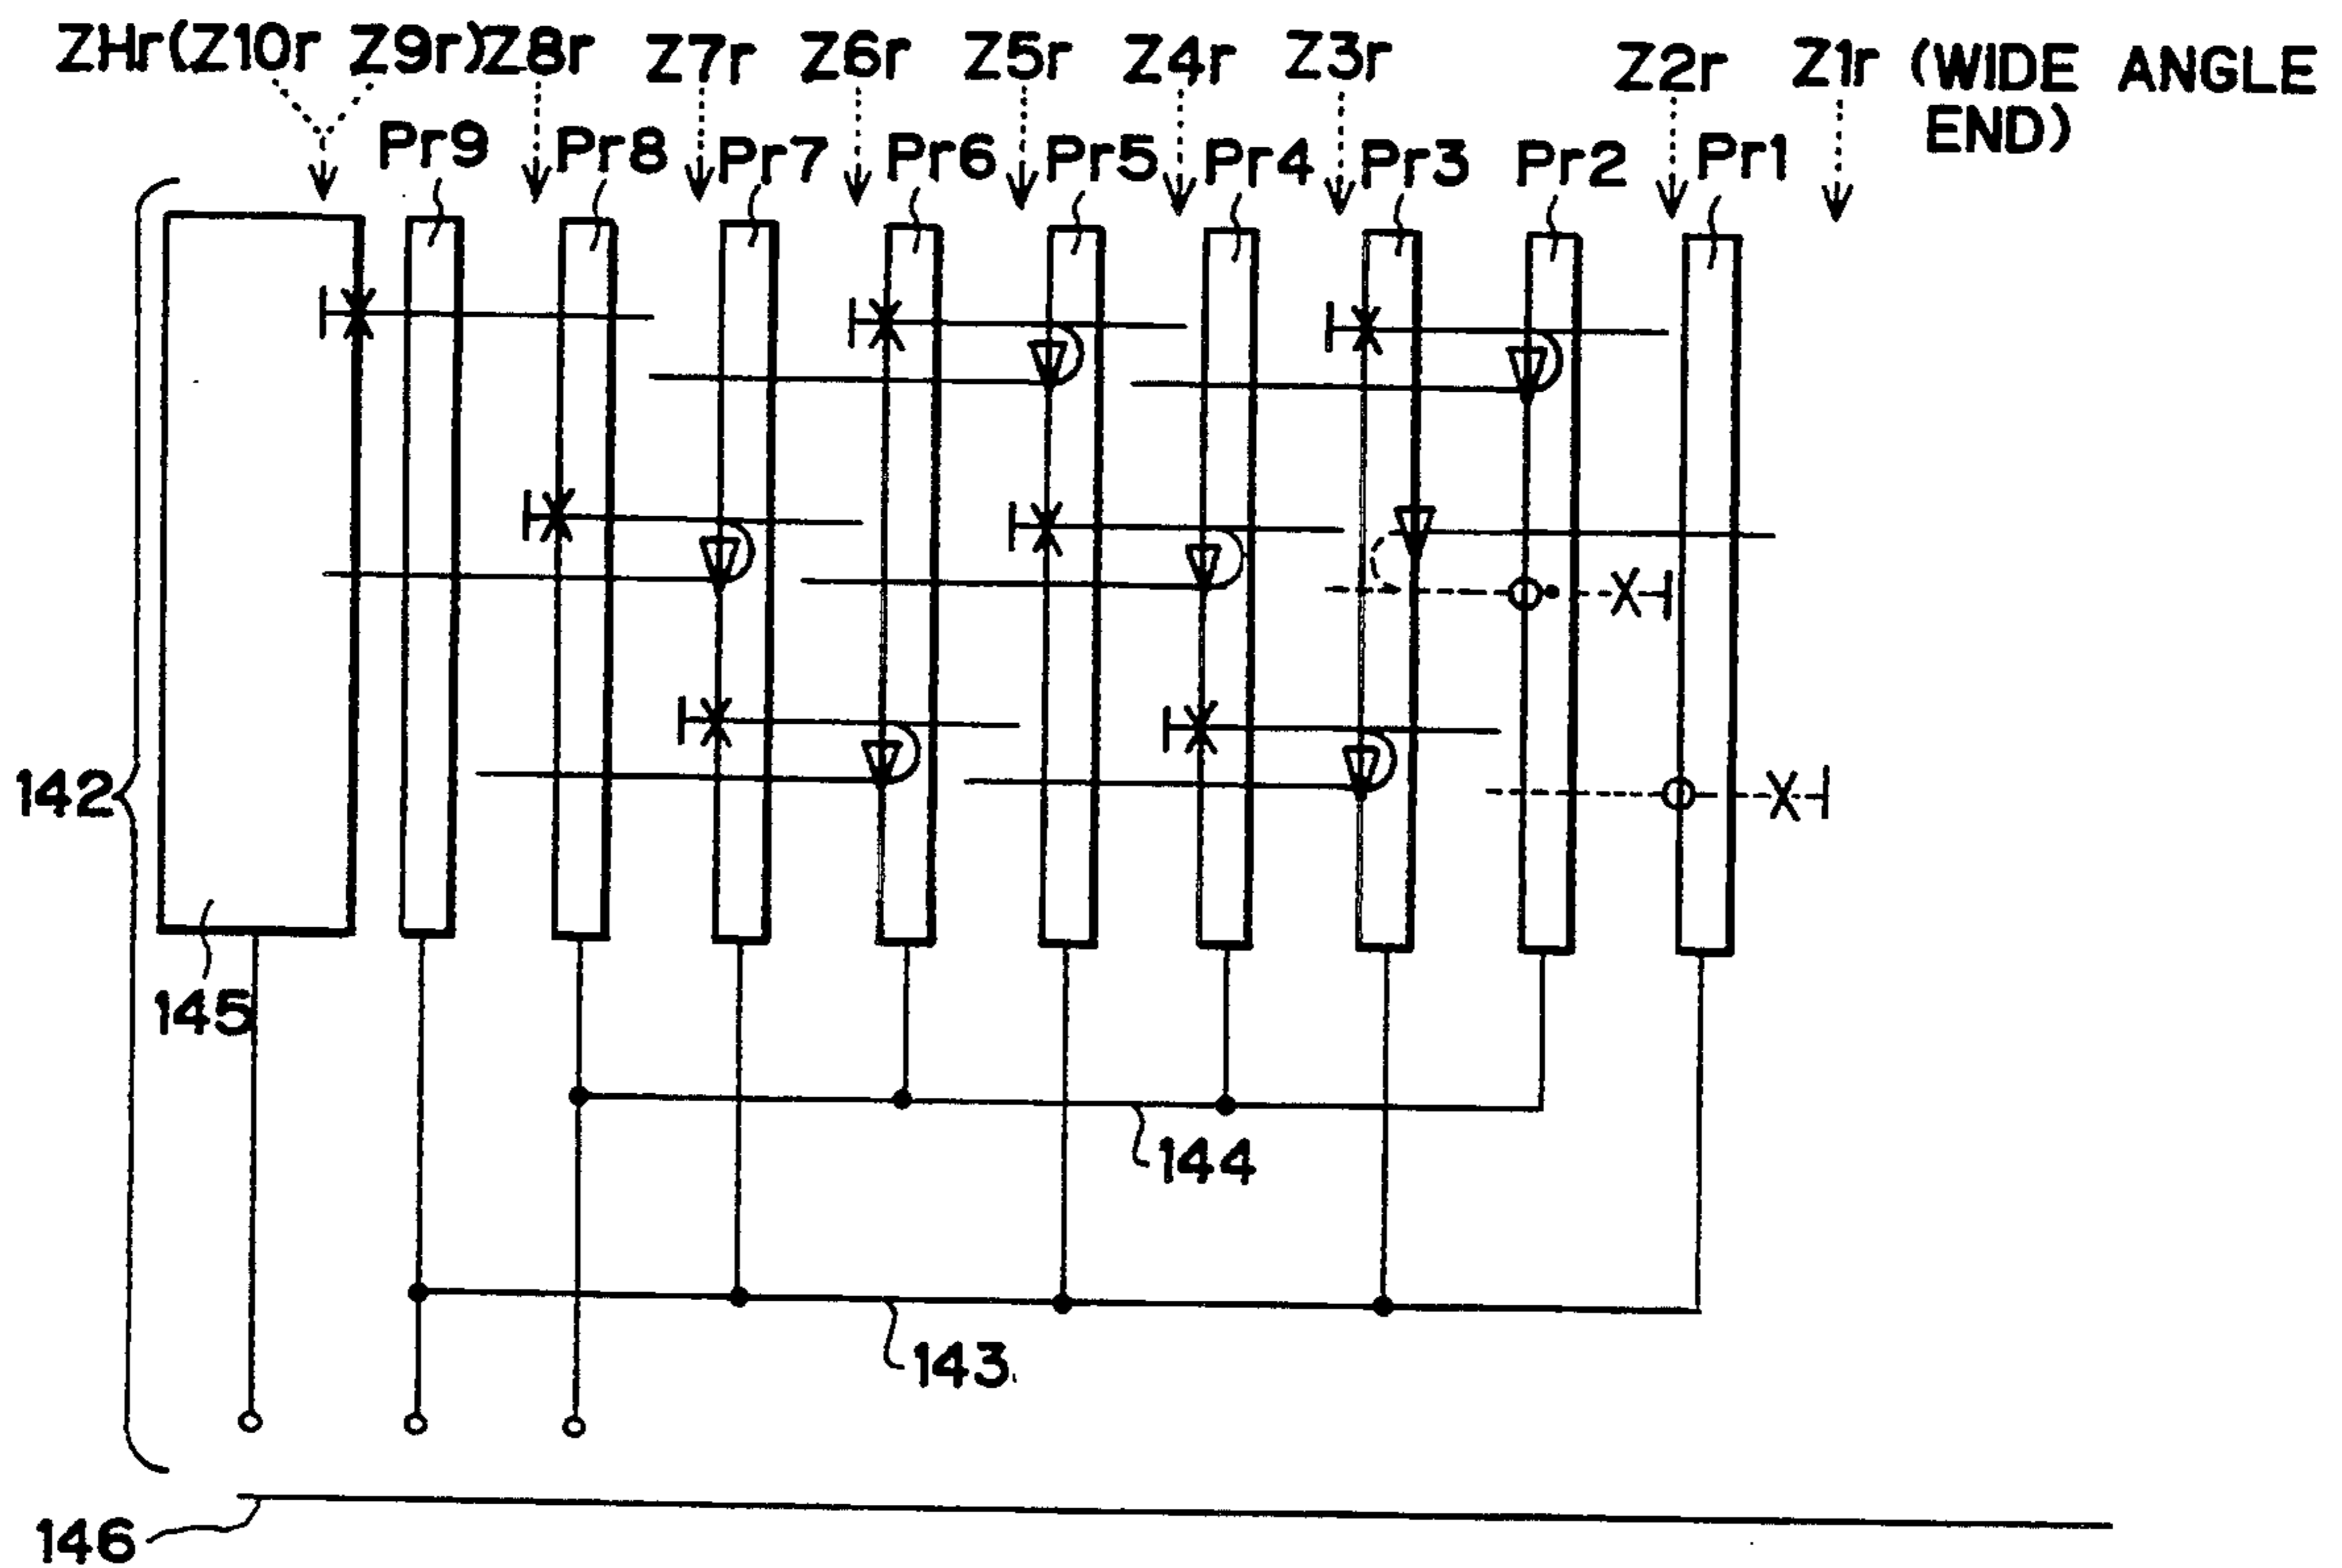 ZHr(Z10r Z9r)Z8r Z7r Z6r Z5r Z4r Z3r Z2r Z1r (WIDE ANGLE
END)
Pr9 Pr8 Pr7 Pr6 Pr5 Pr4 Pr3 Pr2 Pr1
142
145
144
143
146